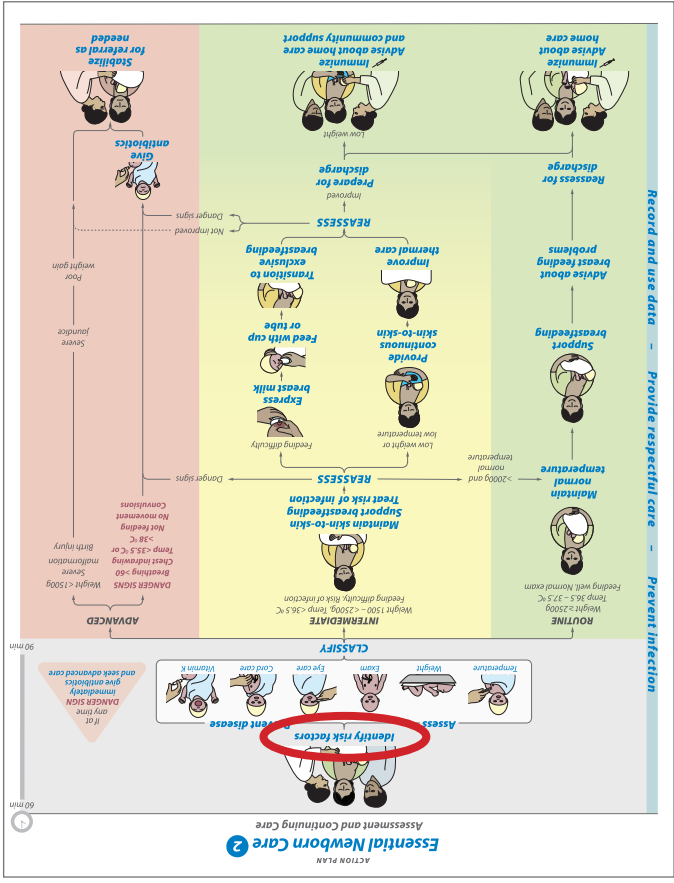 ACTION PLAN
Essential Newborn Care 2
Assessment and Continuing Care
60 min
Identify risk factors
Assess
Prevent disease
Temperature
Weight
Exam
Eye care
Cord care
Vitamin K
If at
any time
DANGER SIGN
immediately
give antibiotics
and seek advanced care
90 min
CLASSIFY
ROUTINE
Weight ≥2500g
Temp 36.5 – 37.5°C
Feeding well, Normal exam
Maintain
normal
temperature
Support
breastfeeding
Advise about
breast feeding
problems
Reassess for
discharge
Immunize
Advise about
home care
INTERMEDIATE
Weight 1500 – <2500g, Temp <36.5°C
Feeding difficulty, Risk of infection
Maintain skin-to-skin
Support breastfeeding
Treat risk of infection
REASSESS
>2000g and
normal
temperature
Danger signs
Low weight or
low temperature
Provide
continuous
skin-to-skin
Improve
thermal care
Feeding difficulty
Express
breast milk
Feed with cup
or tube
Transition to
exclusive
breastfeeding
REASSESS
Not improved
Danger signs
Improved
Prepare for
discharge
Low weight
Immunize
Advise about home care
and community support
ADVANCED
DANGER SIGNS
Breathing >60
Chest indrawing
Temp <35.5°C or
>38°C
Not feeding
No movement
Convulsions
Weight <1500g
Severe
malformation
Birth injury
Severe
jaundice
Poor
weight gain
Give
antibiotics
Stabilize
for referral as
needed
Record and use data – Provide respectful care – Prevent infection